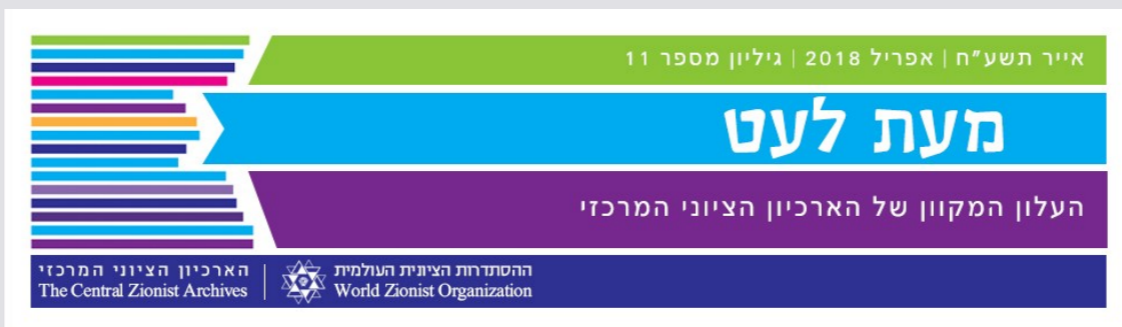 אייר תשע"ח | אפריל 2018 | גיליון מספר 11
מעת לעט
העלון המקוון של הארכיון הציוני המרכזי
ההסתדרות הציונית העולמית | הארכיון הציוני המרכזי
The Central Zionist Archives | World Zionist Organization